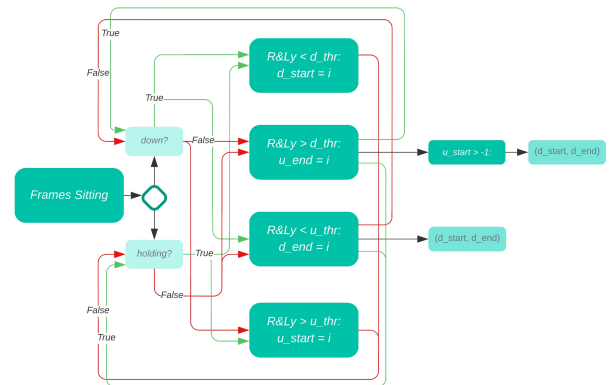 True
False
R&Ly < d_thr:
d_start = i
True
down?
False
R&Ly > d_thr:
u_end = i
u_start > -1:
(d_start, d_end)
Frames Sitting
holding?
True
R&Ly < u_thr:
d_end = i
(d_start, d_end)
False
False
True
R&Ly > u_thr:
u_start = i